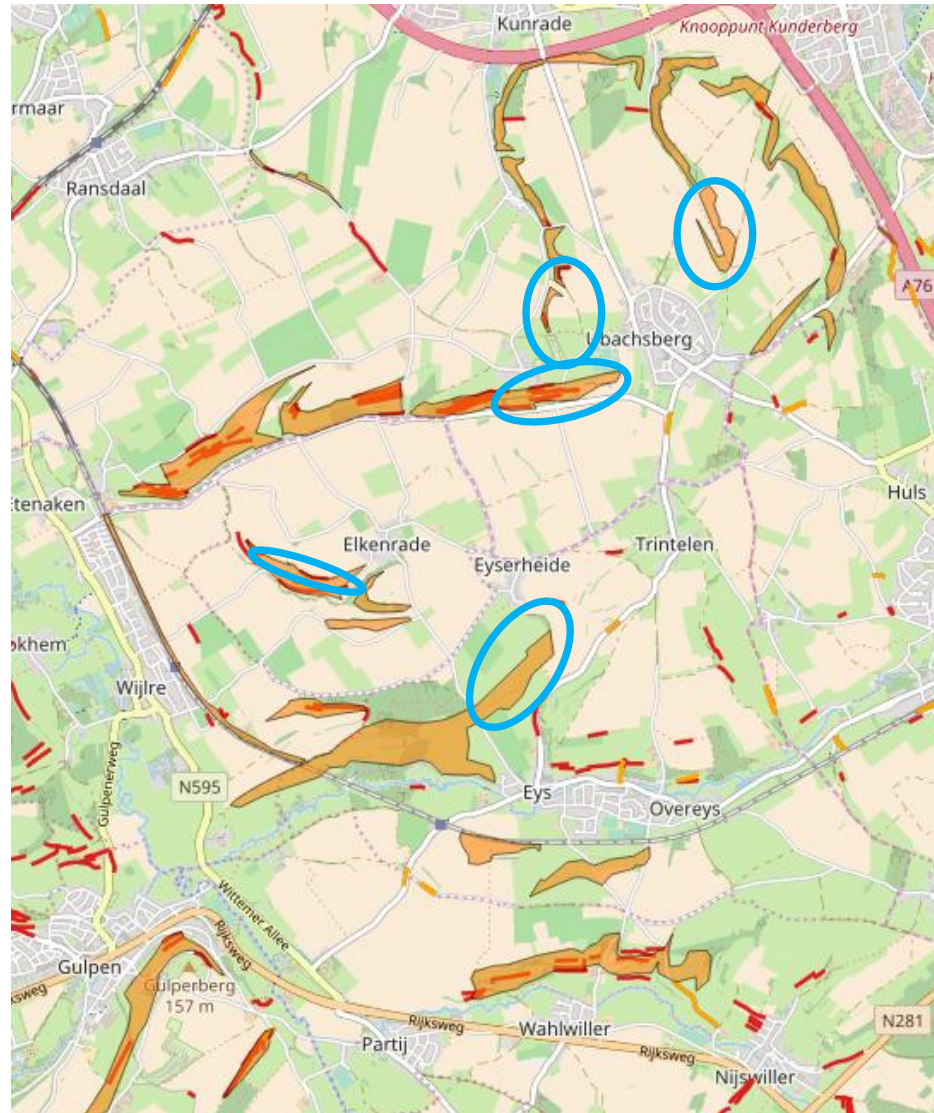 Kunrade
Knooppunt Kunderberg
rmaar
Ransdaal
A76
Ubachsberg
Etenaken
Huls
Elkenrade
Eyserheide
Trintelen
okhem
Wijlre
Gulpenerweg
N595
Eys
Overeys
Wittemer Allee
Rijksweg
Gulpen
Gulperberg
157 m
ksweg
Rijksweg
Wahlwiller
N281
Partij
Rijksweg
Nijswiller